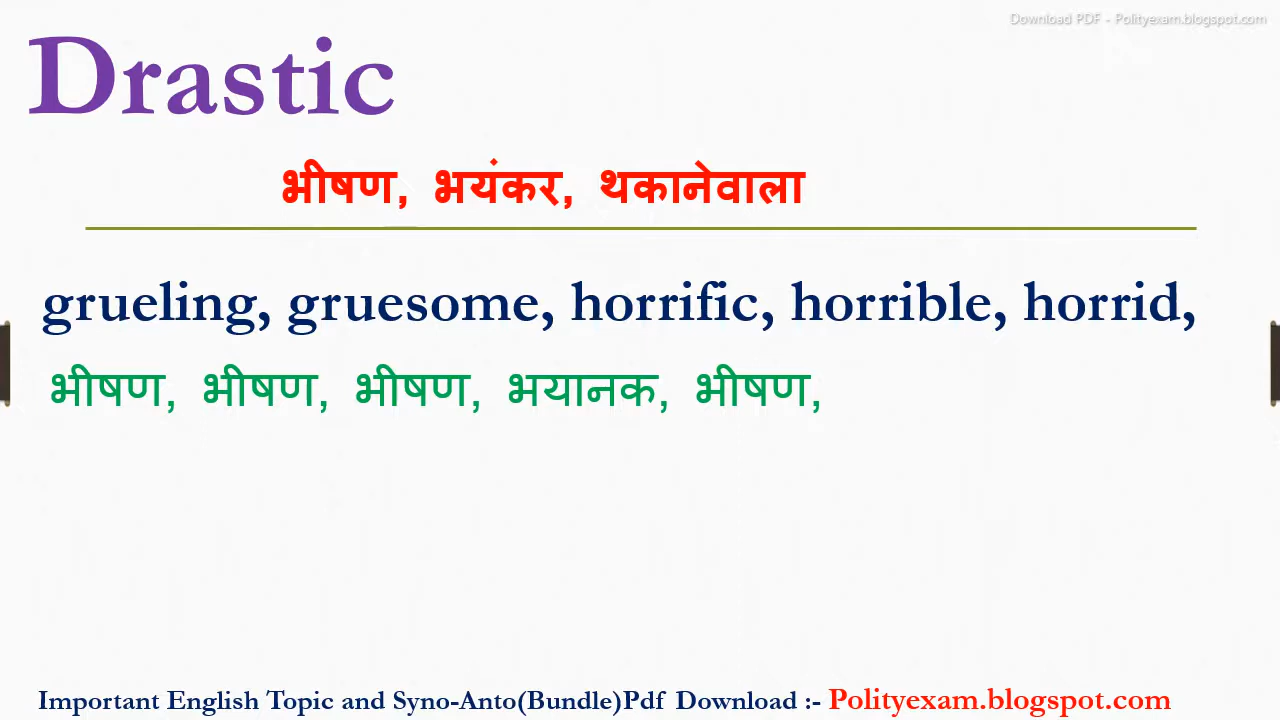 Download PDF - Polityexam.blogspot.com
Drastic
भीषण, भयंकर, थकानेवाला
grueling, gruesome, horrific, horrible, horrid,
भीषण, भीषण, भीषण, भयानक, भीषण,
Important English Topic and Syno-Anto(Bundle)Pdf Download :- Polityexam.blogspot.com